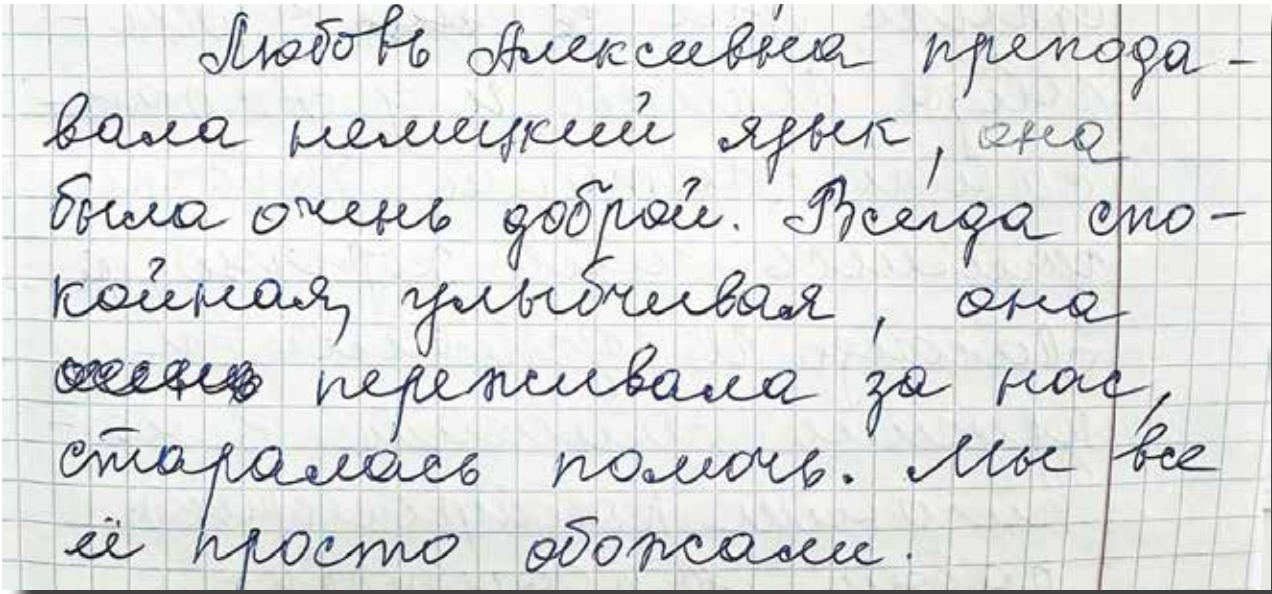 Любовь Алексеевна препода-
вала немецкий язык, она
была очень доброй. Всегда спо-
койная, улыбчивая, она
переживала за нас,
старалась помочь. Мы все
её просто обожали.